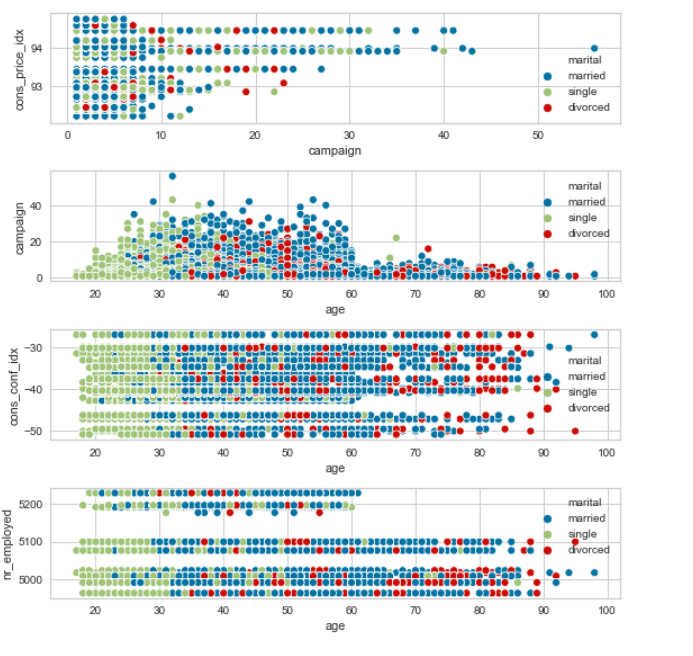 cons_price_idx
94
93
marital
married
single
divorced
0 10 20 30 40 50
campaign
campaign
40
20
0
marital
married
single
divorced
20 30 40 50 60 70 80 90 100
age
cons_conf_idx
−30
−40
−50
marital
married
single
divorced
20 30 40 50 60 70 80 90 100
age
nr_employed
5200
5100
5000
marital
married
single
divorced
20 30 40 50 60 70 80 90 100
age